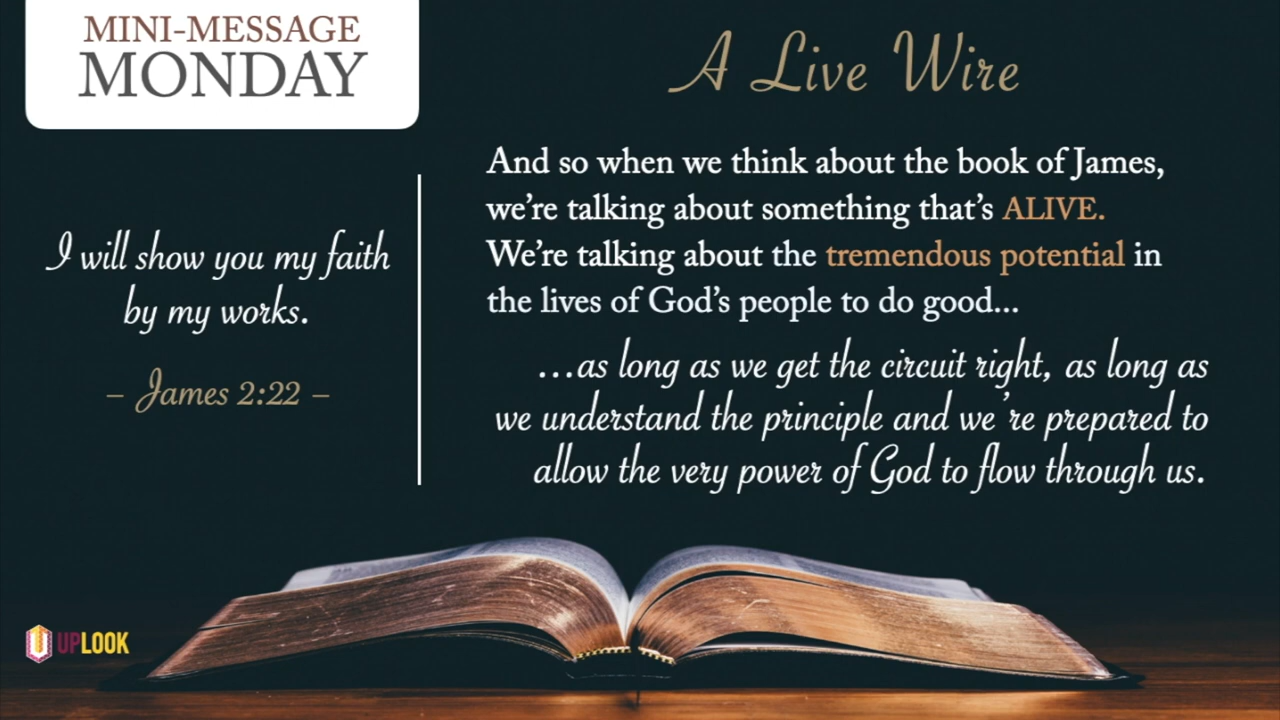 MINI-MESSAGE
MONDAY
I will show you my faith
by my works.
– James 2:22 –
A Live Wire
And so when we think about the book of James,
we're talking about something that's ALIVE.
We're talking about the tremendous potential in
the lives of God's people to do good...
...as long as we get the circuit right, as long as
we understand the principle and we're prepared to
allow the very power of God to flow through us.
UPLOOK